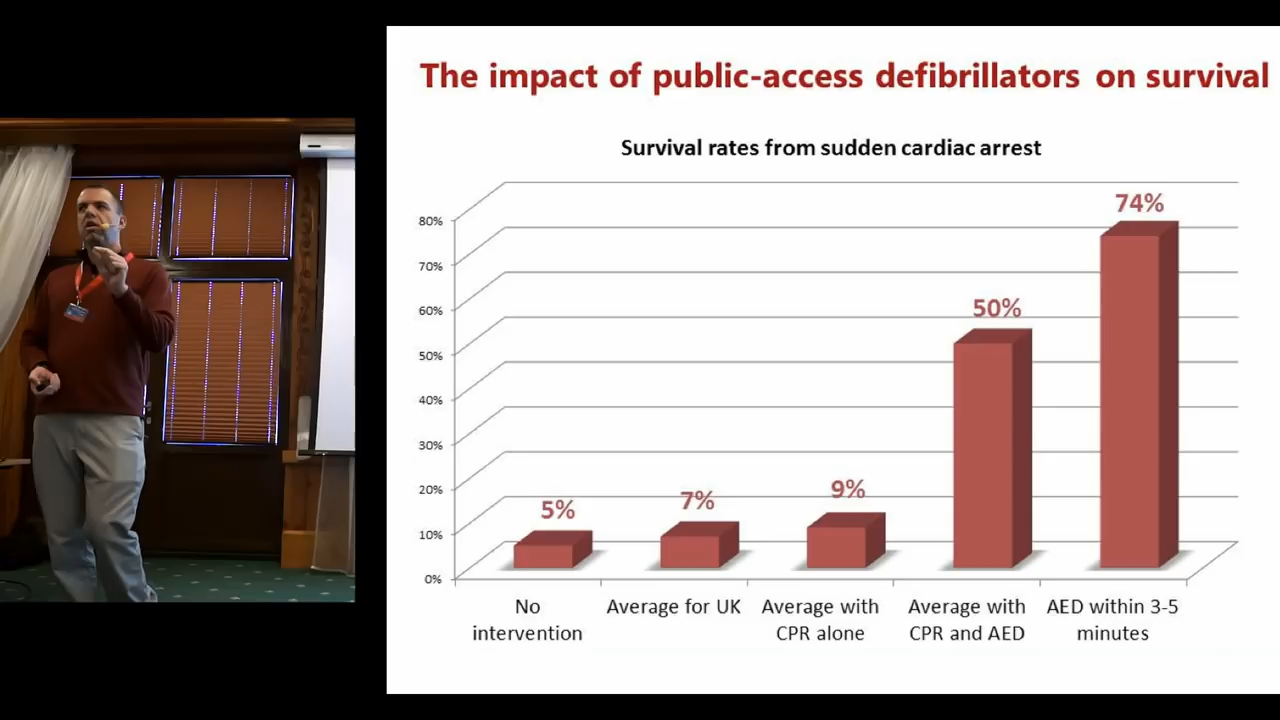 The impact of public-access defibrillators on survival
Survival rates from sudden cardiac arrest
80%
70%
60%
50%
40%
30%
20%
10%
0%
5%
7%
9%
50%
74%
No
intervention
Average for UK
Average with
CPR alone
Average with
CPR and AED
AED within 3-5
minutes